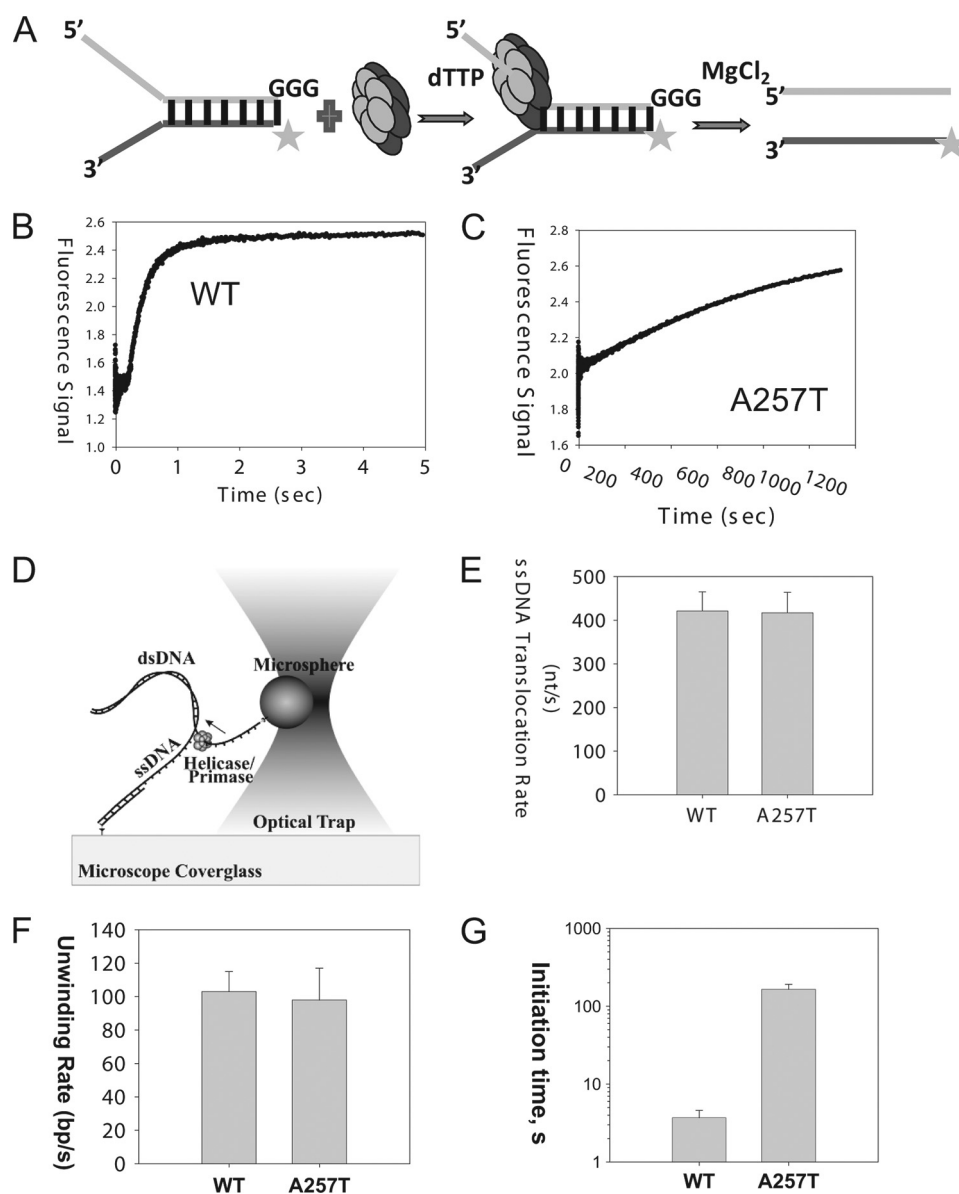 A
5’
GGG
3’
dTTP
5’
GGG
3’
MgCl2
5’
3’
B
Fluorescence Signal
2.6
2.4
2.2
2.0
1.8
1.6
1.4
1.2
1.0
WT
0 1 2 3 4 5
Time (sec)
C
Fluorescence Signal
2.8
2.6
2.4
2.2
2.0
1.8
1.6
A257T
0 200 400 600 800 1000 1200
Time (sec)
D
dsDNA
ssDNA
Helicase/
Primase
Microsphere
Optical Trap
Microscope Coverglass
E
ssDNA Translocation Rate
(nt/s)
500
400
300
200
100
0
WT A257T
F
Unwinding Rate (bp/s)
140
120
100
80
60
40
20
0
WT A257T
G
Initiation time, s
1000
100
10
1
WT A257T